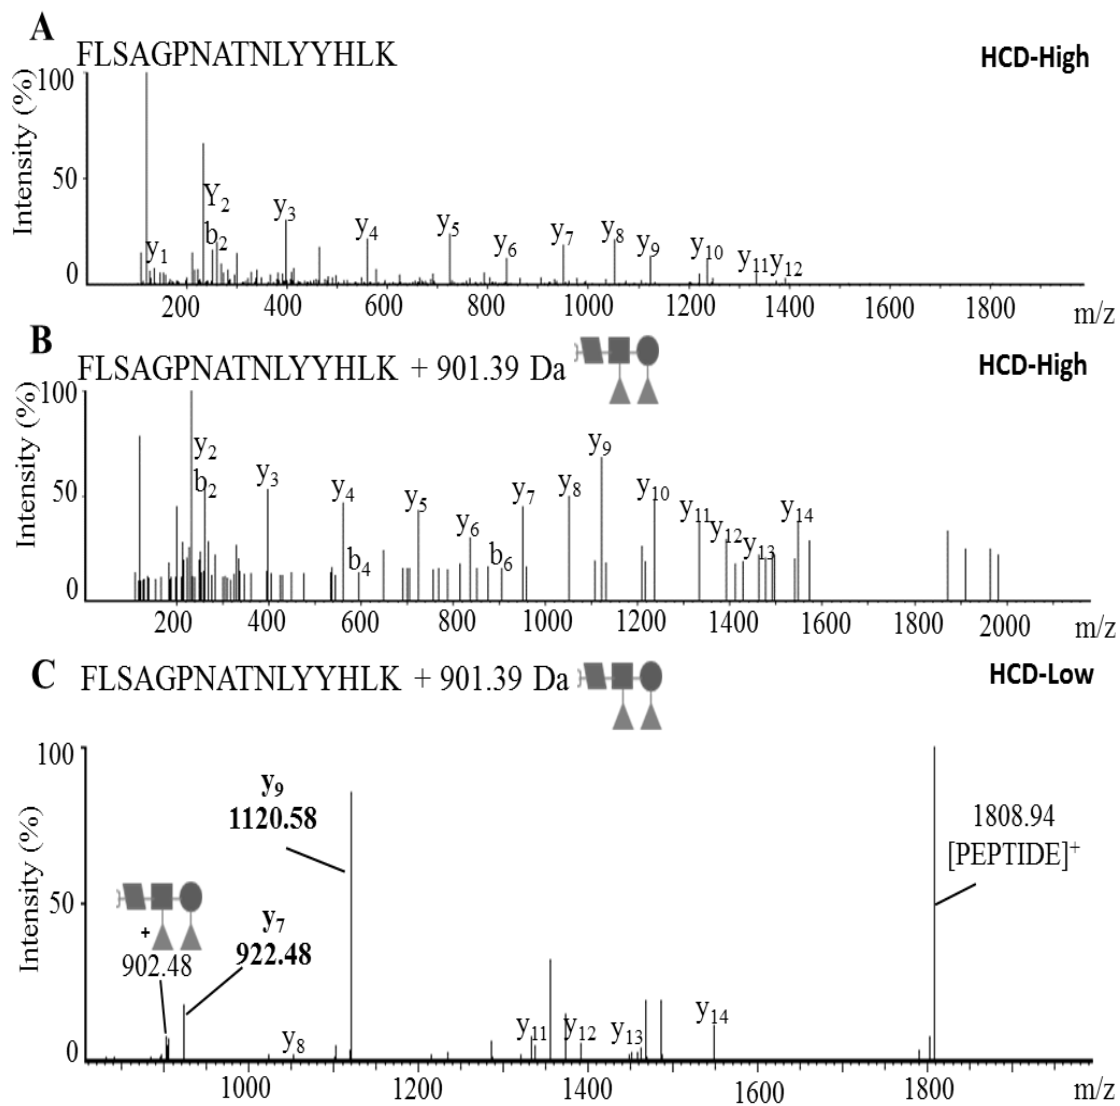 A
FLSAGPNATNLYYHLK
HCD-High
Intensity (%)
100
50
0
y1
Y2
b2
y3
y4
y5
y6
y7
y8
y9
y10
y11
y12
200 400 600 800 1000 1200 1400 1600 1800 m/z
B
FLSAGPNATNLYYHLK + 901.39 Da
HCD-High
Intensity (%)
100
50
0
y2
b2
y3
y4
b4
y5
y6
b6
y7
y8
y9
y10
y11
y12
y13
y14
200 400 600 800 1000 1200 1400 1600 1800 2000 m/z
C
FLSAGPNATNLYYHLK + 901.39 Da
HCD-Low
Intensity (%)
100
50
0
+
902.48
y7
922.48
y8
y9
1120.58
y11
y12
y13
y14
1808.94
[PEPTIDE]+
1000 1200 1400 1600 1800 m/z